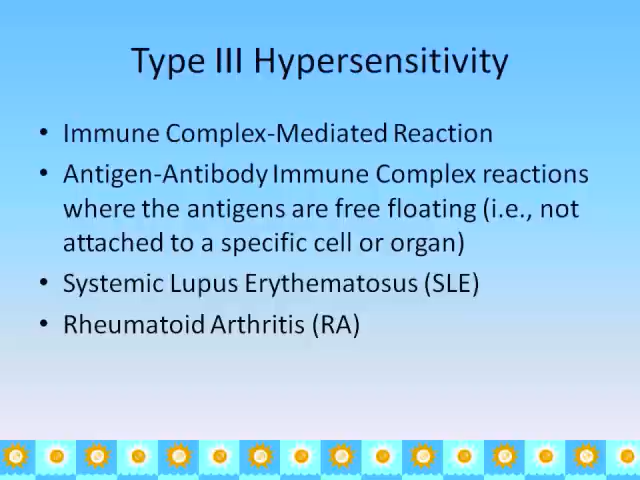 Type III Hypersensitivity
• Immune Complex-Mediated Reaction
• Antigen-Antibody Immune Complex reactions
where the antigens are free floating (i.e., not
attached to a specific cell or organ)
• Systemic Lupus Erythematosus (SLE)
• Rheumatoid Arthritis (RA)